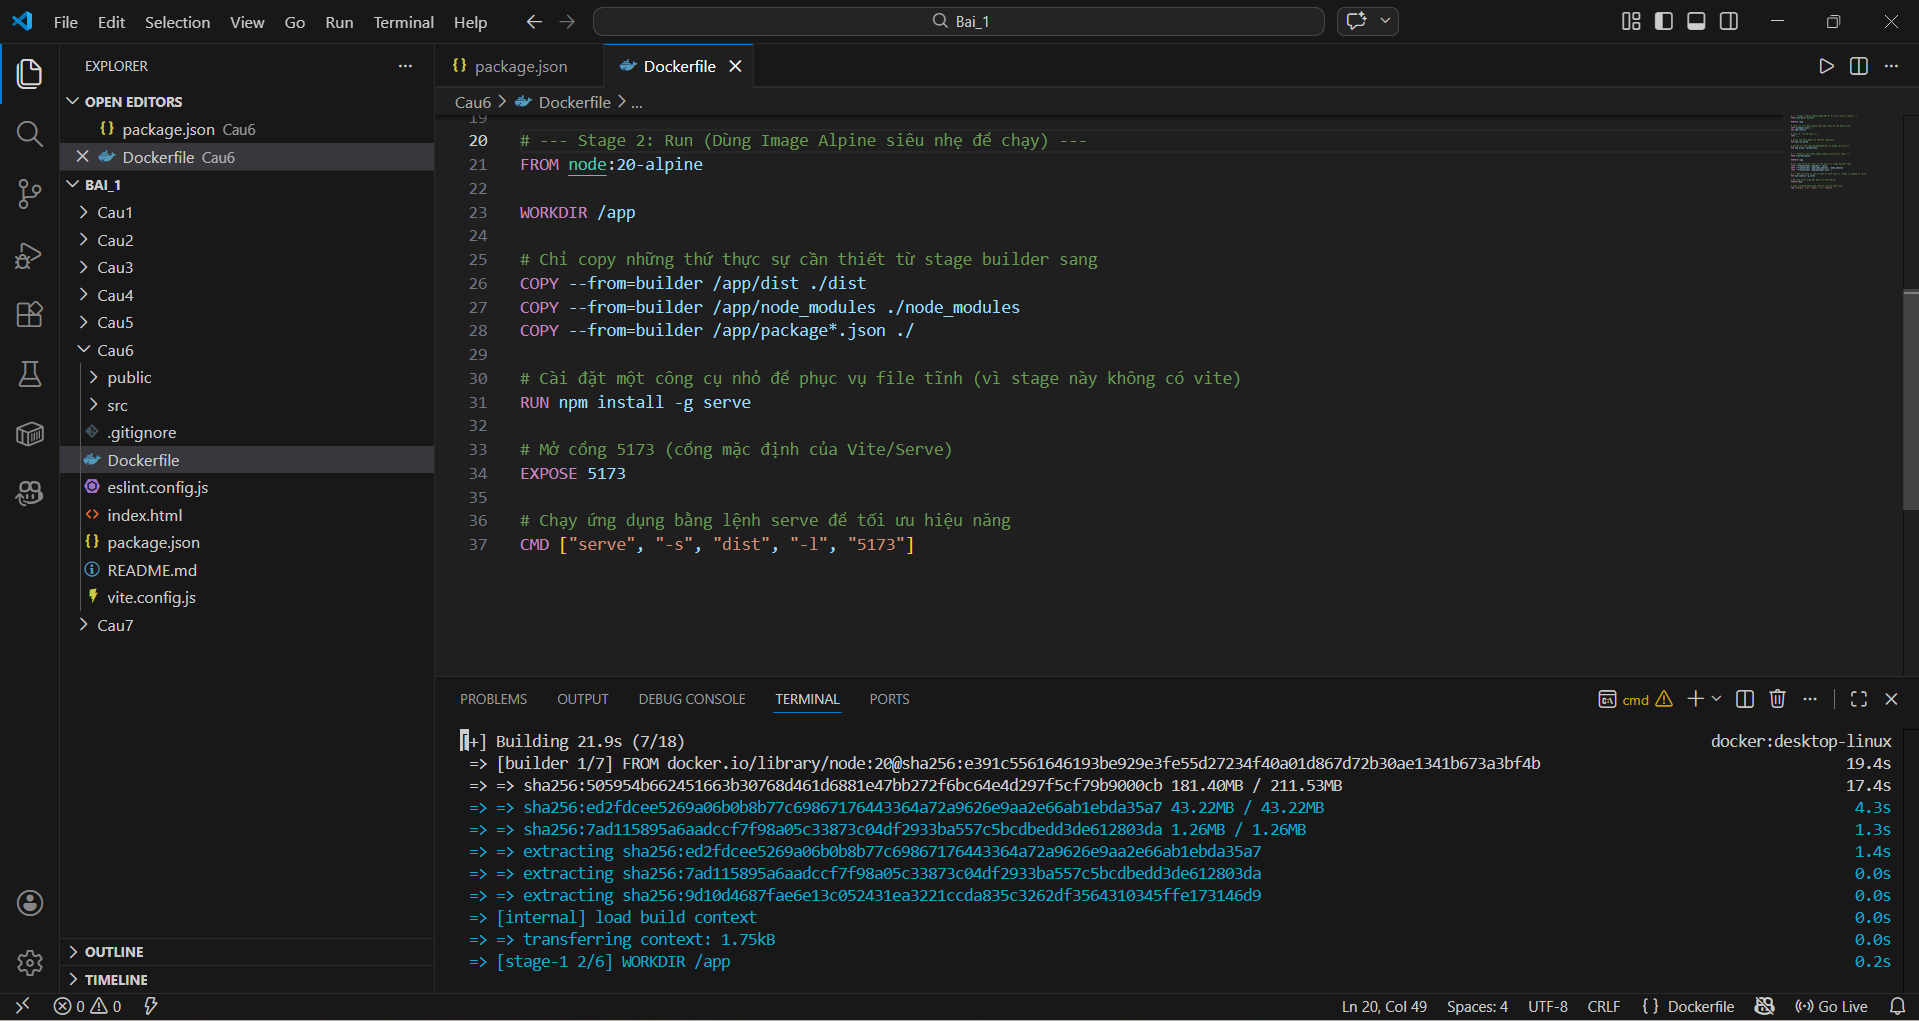 File Edit Selection View Go Run Terminal Help
Bai_1
EXPLORER
OPEN EDITORS
package.json Cau6
Dockerfile Cau6
BAI_1
Cau1
Cau2
Cau3
Cau4
Cau5
Cau6
public
src
.gitignore
Dockerfile
eslint.config.js
index.html
package.json
README.md
vite.config.js
Cau7
OUTLINE
TIMELINE
package.json
Dockerfile
Cau6 > Dockerfile > ...
19
20 # --- Stage 2: Run (Dùng Image Alpine siêu nhẹ để chạy) ---
21 FROM node:20-alpine
22
23 WORKDIR /app
24
25 # Chỉ copy những thứ thực sự cần thiết từ stage builder sang
26 COPY --from=builder /app/dist ./dist
27 COPY --from=builder /app/node_modules ./node_modules
28 COPY --from=builder /app/package*.json ./
29
30 # Cài đặt một công cụ nhỏ để phục vụ file tĩnh (vì stage này không có vite)
31 RUN npm install -g serve
32
33 # Mở cổng 5173 (cổng mặc định của Vite/Serve)
34 EXPOSE 5173
35
36 # Chạy ứng dụng bằng lệnh serve để tối ưu hiệu năng
37 CMD ["serve", "-s", "dist", "-l", "5173"]
PROBLEMS OUTPUT DEBUG CONSOLE TERMINAL PORTS
cmd
[+] Building 21.9s (7/18) docker:desktop-linux
=> [builder 1/7] FROM docker.io/library/node:20@sha256:e391c5561646193be929e3fe55d27234f40a01d867d72b30ae1341b673a3bf4b 19.4s
=> => sha256:505954b662451663b30768d461d6881e47bb272f6bc64e4d297f5cf79b9000cb 181.40MB / 211.53MB 17.4s
=> => sha256:ed2fdcee5269a06b0b8b77c69867176443364a72a9626e9aa2e66ab1ebda35a7 43.22MB / 43.22MB 4.3s
=> => sha256:7ad115895a6aadccf7f98a05c33873c04df2933ba557c5bcdbedd3de612803da 1.26MB / 1.26MB 1.3s
=> => extracting sha256:ed2fdcee5269a06b0b8b77c69867176443364a72a9626e9aa2e66ab1ebda35a7 1.4s
=> => extracting sha256:7ad115895a6aadccf7f98a05c33873c04df2933ba557c5bcdbedd3de612803da 0.0s
=> => extracting sha256:9d10d4687fae6e13c052431ea3221ccda835c3262df3564310345ffe173146d9 0.0s
=> [internal] load build context 0.0s
=> => transferring context: 1.75kB 0.0s
=> [stage-1 2/6] WORKDIR /app 0.2s
0 0
Ln 20, Col 49 Spaces: 4 UTF-8 CRLF { } Dockerfile Go Live